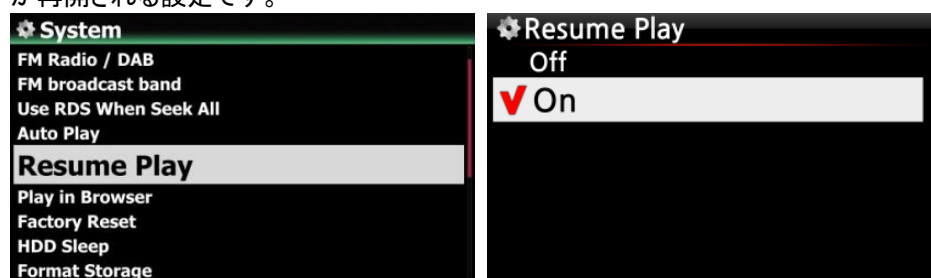 が再開される設定です。
System
FM Radio / DAB
FM broadcast band
Use RDS When Seek All
Auto Play
Resume Play
Play in Browser
Factory Reset
HDD Sleep
Format Storage
Resume Play
Off
On